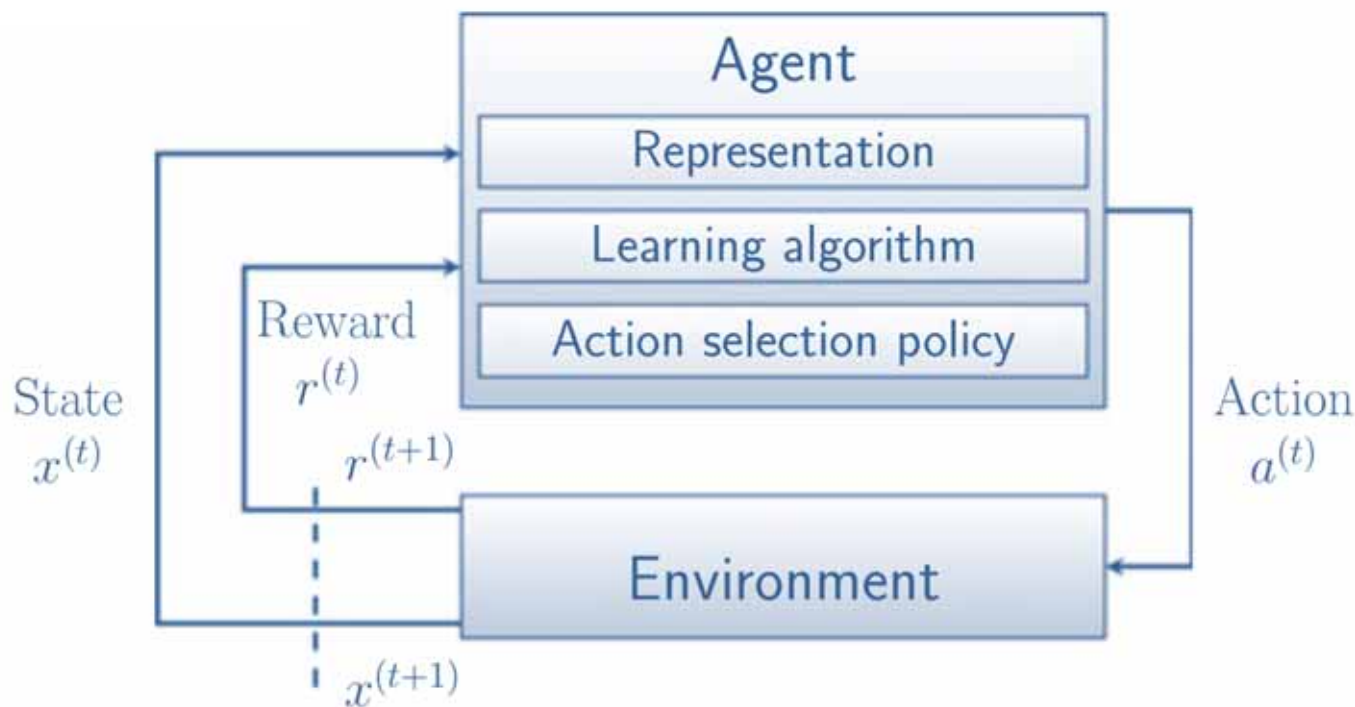 Agent
Representation
Learning algorithm
Action selection policy
Reward
r^{(t)}
State
x^{(t)}
Action
a^{(t)}
r^{(t+1)}
Environment
x^{(t+1)}